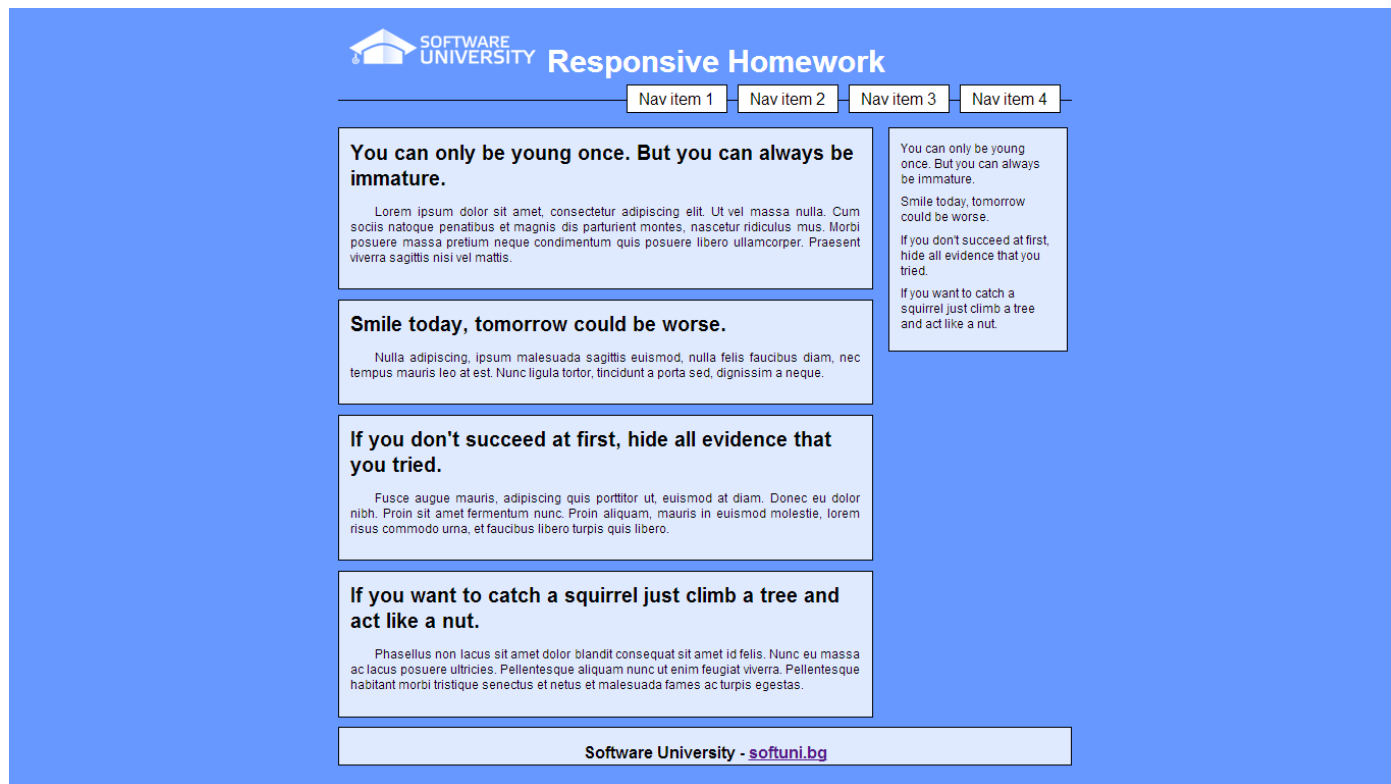 SOFTWARE
UNIVERSITY
Responsive Homework
Nav item 1
Nav item 2
Nav item 3
Nav item 4
You can only be young once. But you can always be
immature.
Lorem ipsum dolor sit amet, consectetur adipiscing elit. Ut vel massa nulla. Cum
sociis natoque penatibus et magnis dis parturient montes, nascetur ridiculus mus. Morbi
posuere massa pretium neque condimentum quis posuere libero ullamcorper. Praesent
viverra sagittis nisi vel mattis.
Smile today, tomorrow could be worse.
Nulla adipiscing, ipsum malesuada sagittis euismod, nulla felis faucibus diam, nec
tempus mauris leo at est. Nunc ligula tortor, tincidunt a porta sed, dignissim a neque.
If you don't succeed at first, hide all evidence that
you tried.
Fusce augue mauris, adipiscing quis porttitor ut, euismod at diam. Donec eu dolor
nibh. Proin sit amet fermentum nunc. Proin aliquam, mauris in euismod molestie, lorem
risus commodo urna, et faucibus libero turpis quis libero.
If you want to catch a squirrel just climb a tree and
act like a nut.
Phasellus non lacus sit amet dolor blandit consequat sit amet id felis. Nunc eu massa
ac lacus posuere ultricies. Pellentesque aliquam nunc ut enim feugiat viverra. Pellentesque
habitant morbi tristique senectus et netus et malesuada fames ac turpis egestas.
You can only be young
once. But you can always
be immature.
Smile today, tomorrow
could be worse.
If you don't succeed at first,
hide all evidence that you
tried.
If you want to catch a
squirrel just climb a tree
and act like a nut.
Software University - softuni.bg